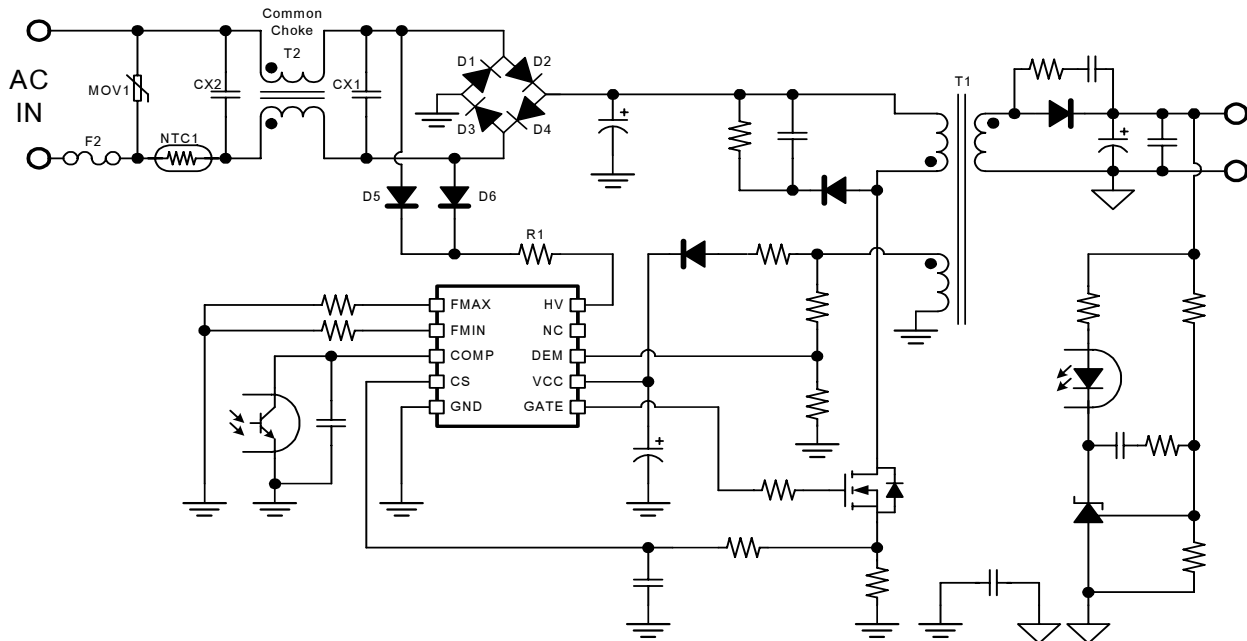 Common
Choke
T2
AC
IN
MOV1
CX2
CX1
D1
D2
D3
D4
F2
NTC1
T1
+
+
D5
D6
R1
FMAX
FMIN
COMP
CS
GND
HV
NC
DEM
VCC
GATE
+